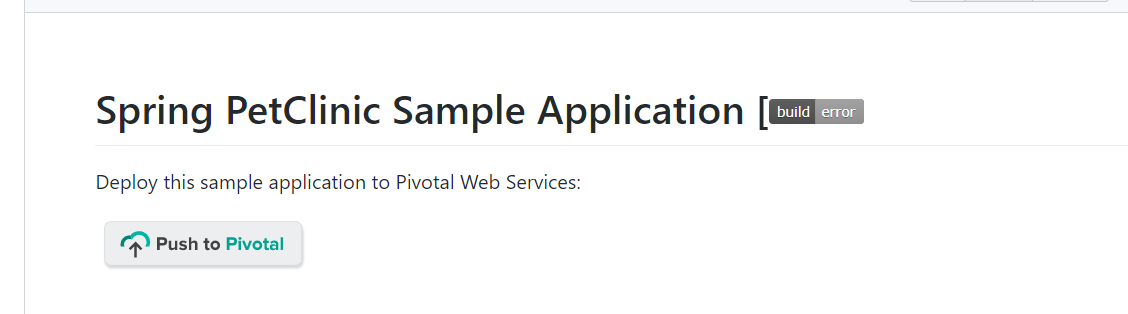 Spring PetClinic Sample Application [build error
Deploy this sample application to Pivotal Web Services:
Push to Pivotal